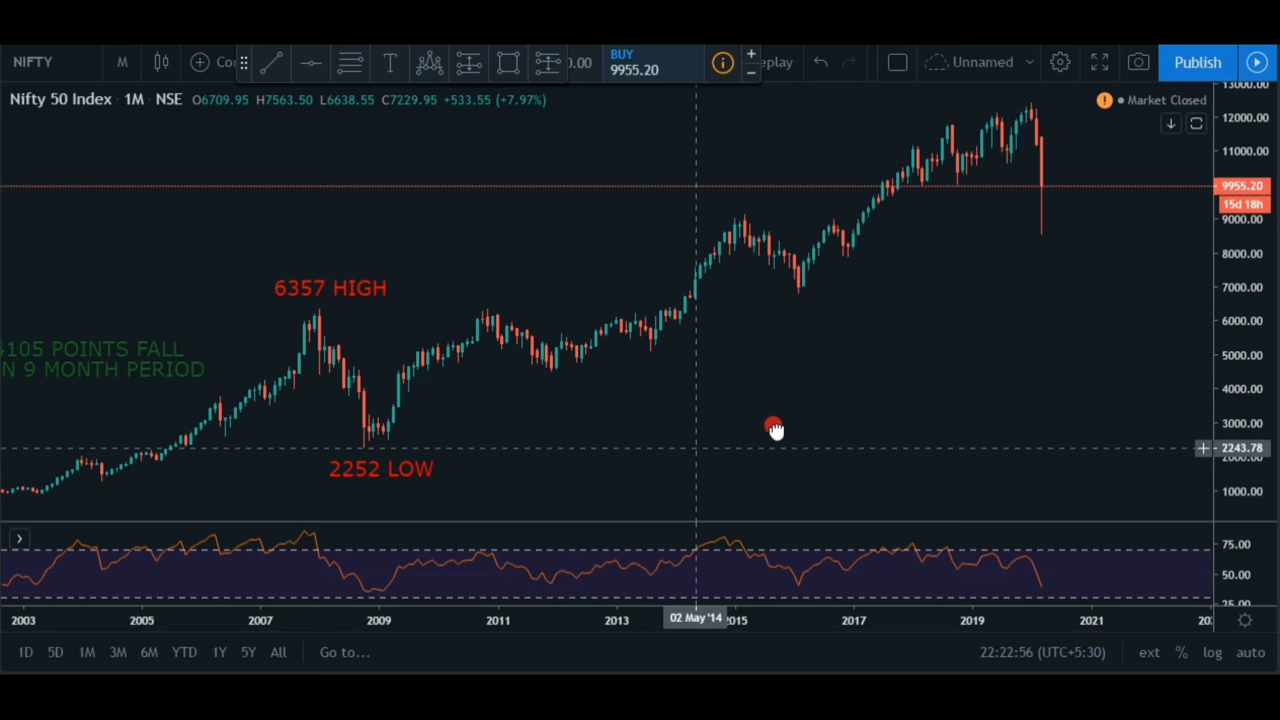 NIFTY M Co .00 BUY 9955.20 play Unnamed Publish
Nifty 50 Index 1M NSE O6709.95 H7563.50 L6638.55 C7229.95 +533.55 (+7.97%) Market Closed
13000.00
12000.00
11000.00
9955.20
15d 18h
9000.00
8000.00
7000.00
6357 HIGH
6000.00
4105 POINTS FALL
N 9 MONTH PERIOD
5000.00
4000.00
3000.00
2243.78
2000.00
2252 LOW
1000.00
75.00
50.00
25.00
2003 2005 2007 2009 2011 2013 02 May '14 2015 2017 2019 2021
1D 5D 1M 3M 6M YTD 1Y 5Y All Go to... 22:22:56 (UTC+5:30) ext % log auto